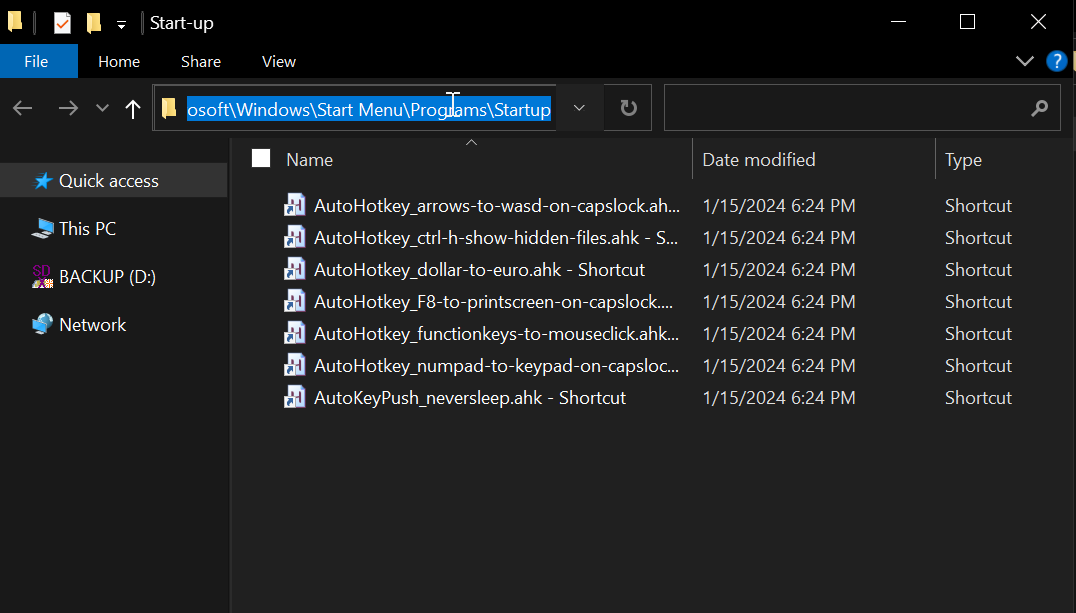 Start-up
File Home Share View
?
osoft\Windows\Start Menu\Programs\Startup
Name Date modified Type
Quick access
This PC
SD BACKUP (D:)
Network
AutoHotkey_arrows-to-wasd-on-capslock.ah... 1/15/2024 6:24 PM Shortcut
AutoHotkey_ctrl-h-show-hidden-files.ahk - S... 1/15/2024 6:24 PM Shortcut
AutoHotkey_dollar-to-euro.ahk - Shortcut 1/15/2024 6:24 PM Shortcut
AutoHotkey_F8-to-printscreen-on-capslock.... 1/15/2024 6:24 PM Shortcut
AutoHotkey_functionkeys-to-mouseclick.ahk... 1/15/2024 6:24 PM Shortcut
AutoHotkey_numpad-to-keypad-on-capsloc... 1/15/2024 6:24 PM Shortcut
AutoKeyPush_neversleep.ahk - Shortcut 1/15/2024 6:24 PM Shortcut